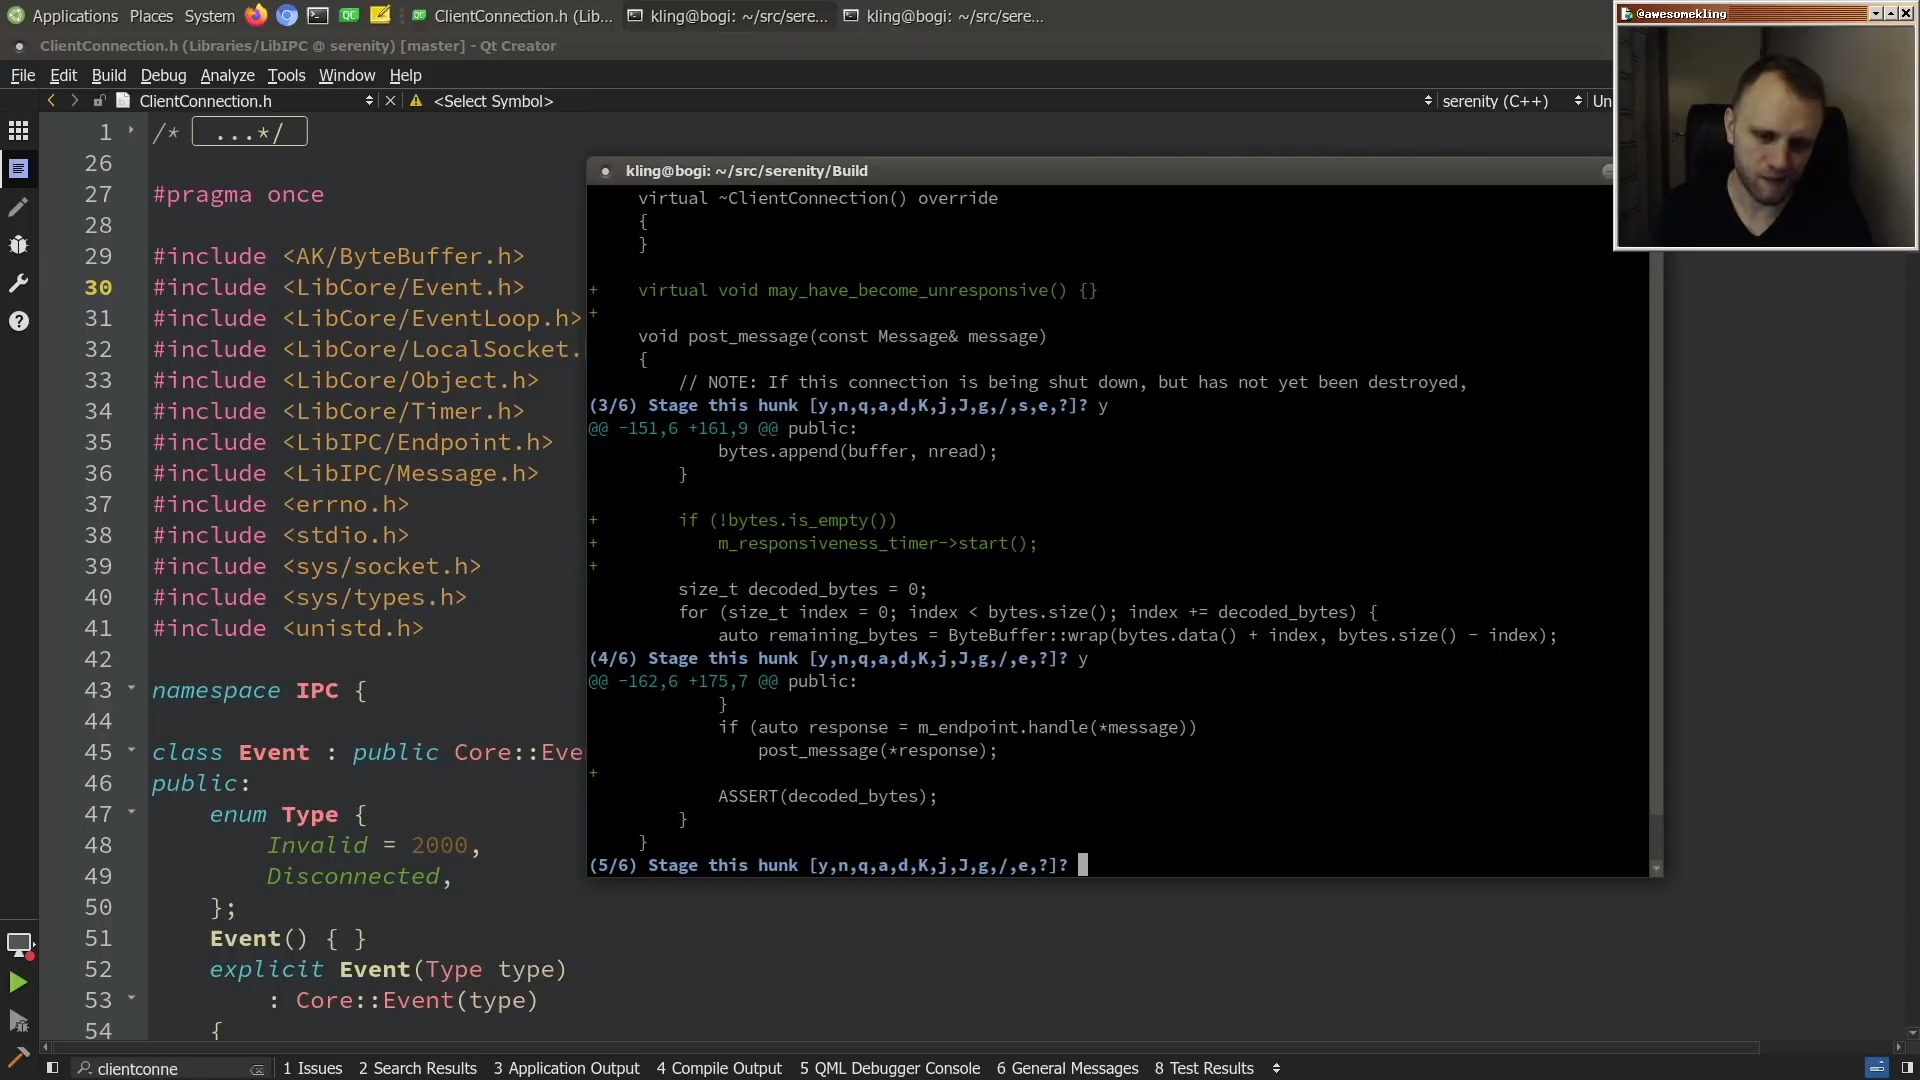 Applications Places System QT ClientConnection.h (Lib... kling@bogi: ~/src/sere... kling@bogi: ~/src/sere...
@awesomekling
ClientConnection.h (Libraries/LibIPC @ serenity) [master] - Qt Creator
File Edit Build Debug Analyze Tools Window Help
ClientConnection.h <Select Symbol> serenity (C++) Un
1 /* ...*/
26
27 #pragma once
28
29 #include <AK/ByteBuffer.h>
30 #include <LibCore/Event.h>
31 #include <LibCore/EventLoop.h>
32 #include <LibCore/LocalSocket.
33 #include <LibCore/Object.h>
34 #include <LibCore/Timer.h>
35 #include <LibIPC/Endpoint.h>
36 #include <LibIPC/Message.h>
37 #include <errno.h>
38 #include <stdio.h>
39 #include <sys/socket.h>
40 #include <sys/types.h>
41 #include <unistd.h>
42
43 namespace IPC {
44
45 class Event : public Core::Eve
46 public:
47 enum Type {
48 Invalid = 2000,
49 Disconnected,
50 };
51 Event() { }
52 explicit Event(Type type)
53 : Core::Event(type)
54 {
kling@bogi: ~/src/serenity/Build
virtual ~ClientConnection() override
{
}
+ virtual void may_have_become_unresponsive() {}
+
void post_message(const Message& message)
{
// NOTE: If this connection is being shut down, but has not yet been destroyed,
(3/6) Stage this hunk [y,n,q,a,d,K,j,J,g,/,s,e,?]? y
@@ -151,6 +161,9 @@ public:
bytes.append(buffer, nread);
}
+ if (!bytes.is_empty())
+ m_responsiveness_timer->start();
+
size_t decoded_bytes = 0;
for (size_t index = 0; index < bytes.size(); index += decoded_bytes) {
auto remaining_bytes = ByteBuffer::wrap(bytes.data() + index, bytes.size() - index);
(4/6) Stage this hunk [y,n,q,a,d,K,j,J,g,/,e,?]? y
@@ -162,6 +175,7 @@ public:
}
if (auto response = m_endpoint.handle(*message))
post_message(*response);
+
ASSERT(decoded_bytes);
}
}
(5/6) Stage this hunk [y,n,q,a,d,K,j,J,g,/,e,?]?
clientconne 1 Issues 2 Search Results 3 Application Output 4 Compile Output 5 QML Debugger Console 6 General Messages 8 Test Results